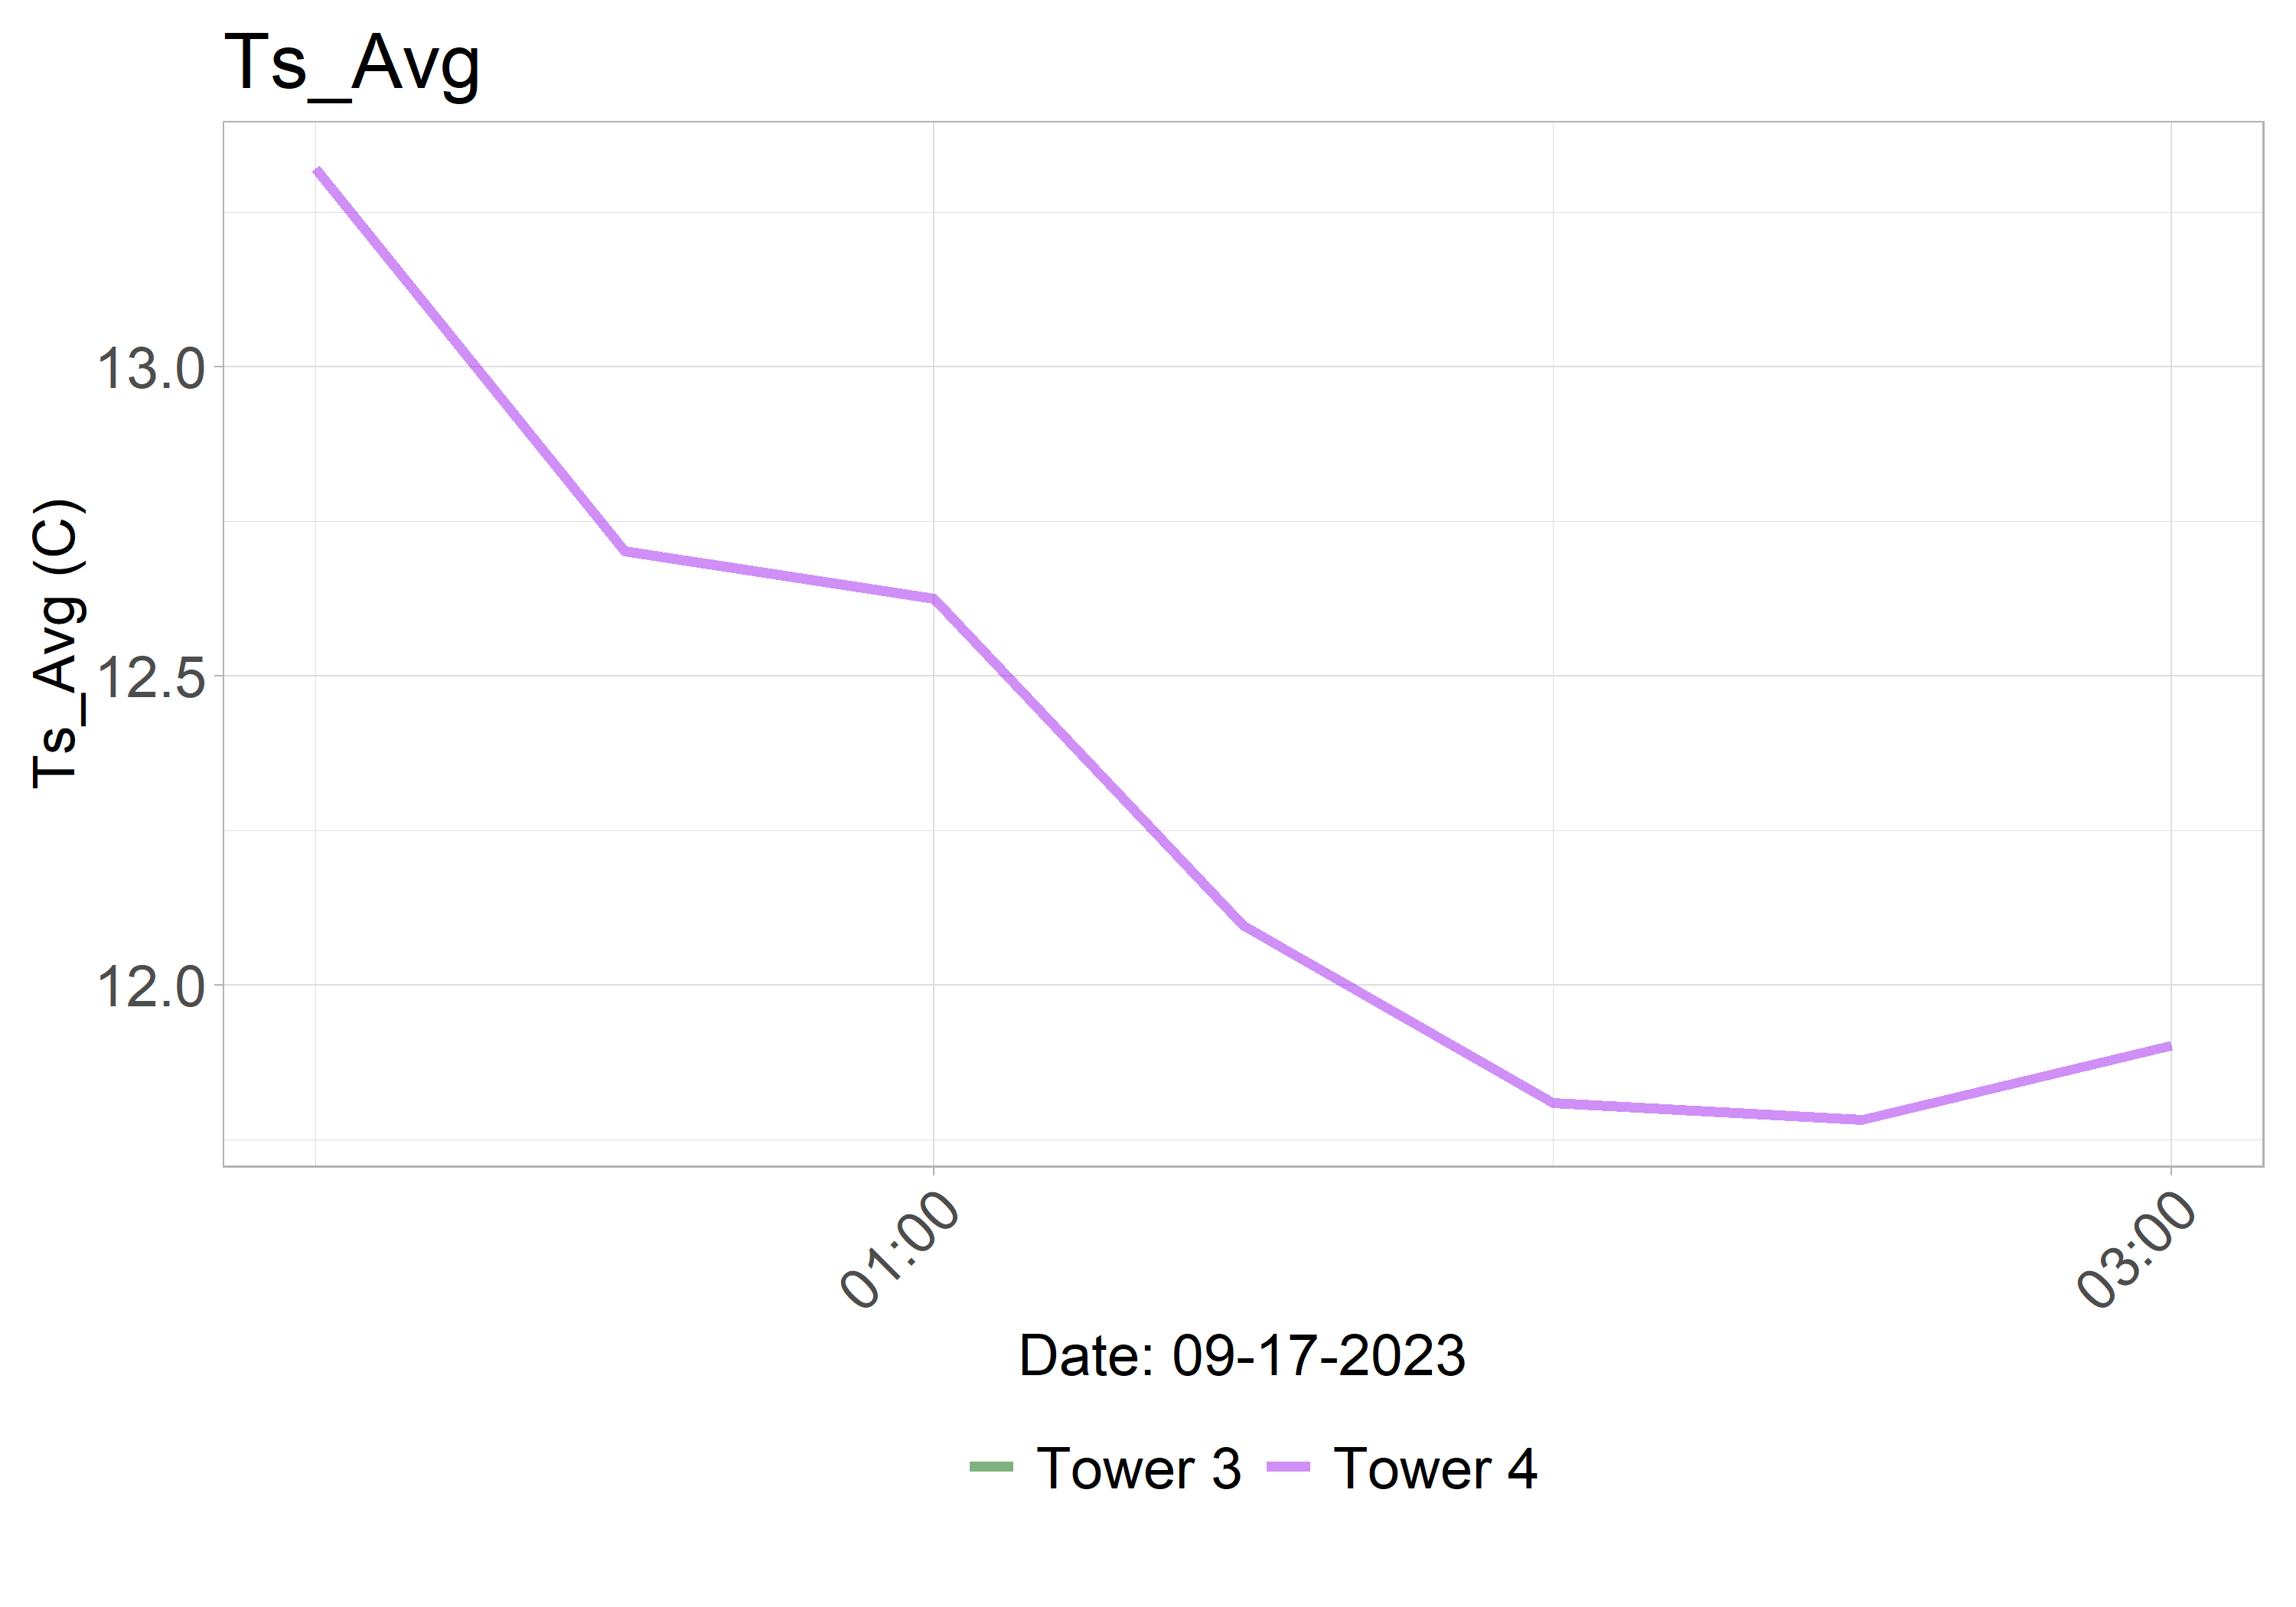 Ts_Avg
Ts_Avg (C)
13.0
12.5
12.0
01:00
03:00
Date: 09-17-2023
Tower 3
Tower 4